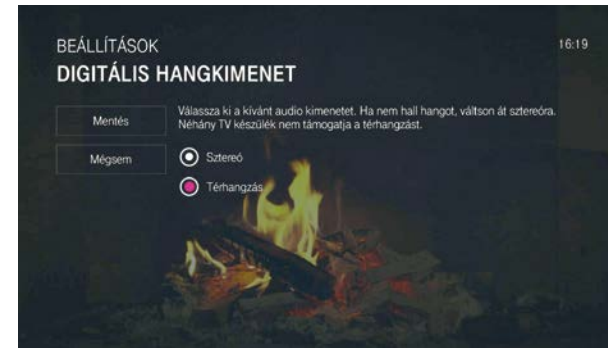 BEÁLLÍTÁSOK
16:19
DIGITÁLIS HANGKIMENET
Mentés
Válassza ki a kívánt audio kimenetet. Ha nem hall hangot, váltson át sztereóra.
Néhány TV készülék nem támogatja a térhangzást.
Mégsem
Sztereó
Térhangzás